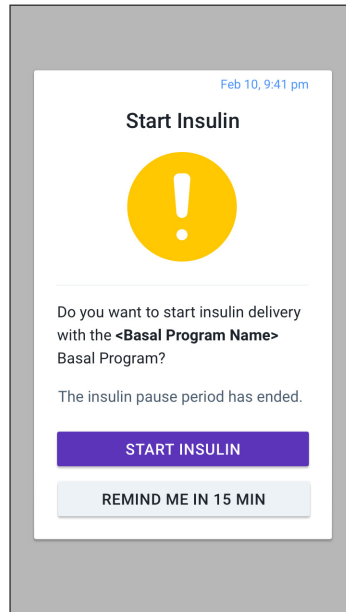 Feb 10, 9:41 pm
Start Insulin
Do you want to start insulin delivery
with the <Basal Program Name>
Basal Program?
The insulin pause period has ended.
START INSULIN
REMIND ME IN 15 MIN